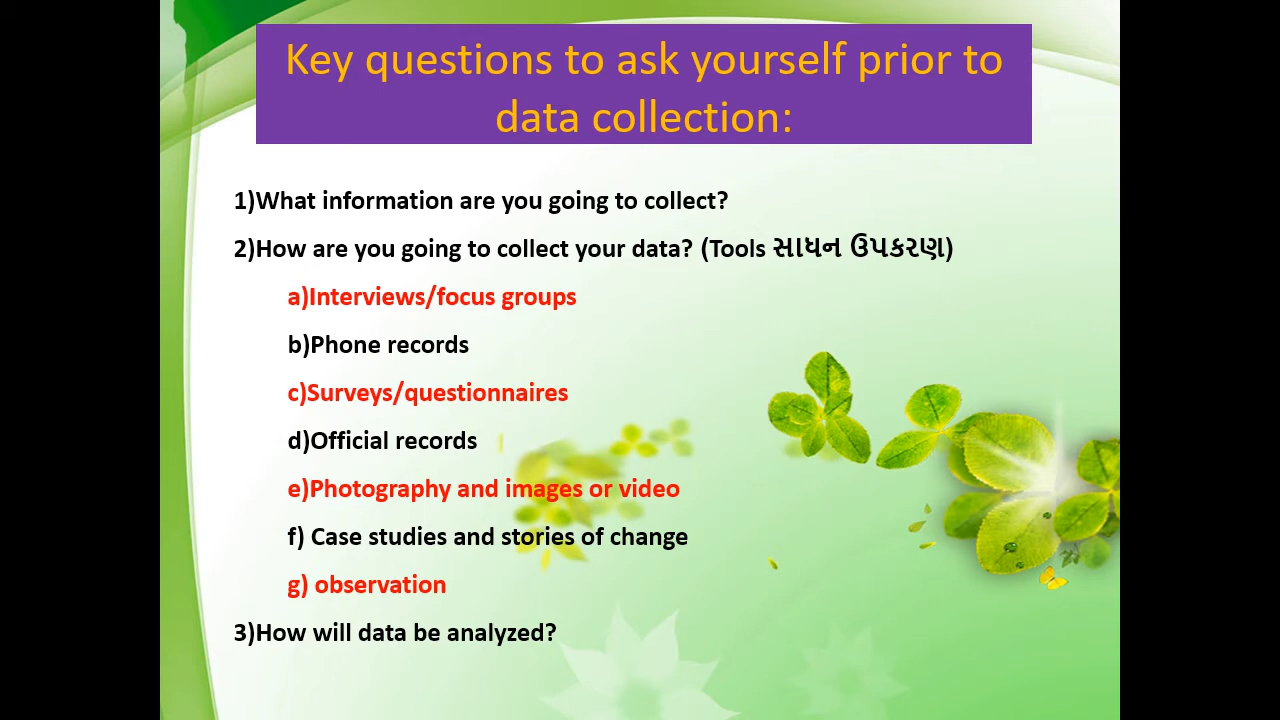 Key questions to ask yourself prior to
data collection:
1)What information are you going to collect?
2)How are you going to collect your data? (Tools સાધન ઉપકરણ)
a)Interviews/focus groups
b)Phone records
c)Surveys/questionnaires
d)Official records
e)Photography and images or video
f) Case studies and stories of change
g) observation
3)How will data be analyzed?